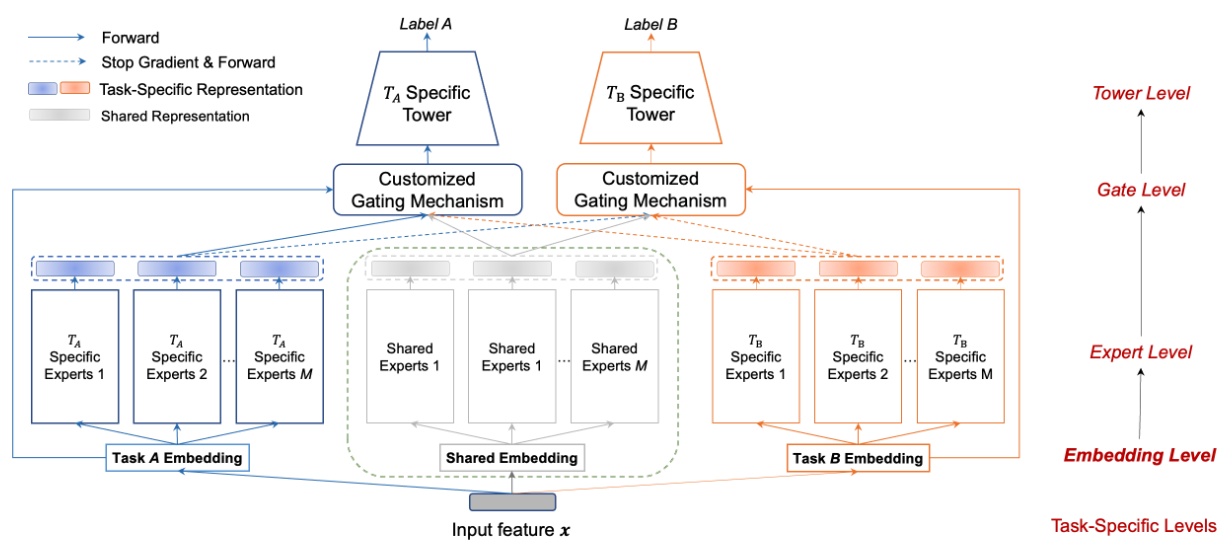 Label A
Label B
Forward
Stop Gradient & Forward
Task-Specific Representation
Shared Representation
T_A Specific
Tower
T_B Specific
Tower
Tower Level
Customized
Gating Mechanism
Customized
Gating Mechanism
Gate Level
T_A
Specific
Experts 1
T_A
Specific
Experts 2
...
T_A
Specific
Experts M
Shared
Experts 1
Shared
Experts 1
...
Shared
Experts M
T_B
Specific
Experts 1
T_B
Specific
Experts 2
...
T_B
Specific
Experts M
Expert Level
Task A Embedding
Shared Embedding
Task B Embedding
Embedding Level
Input feature x
Task-Specific Levels